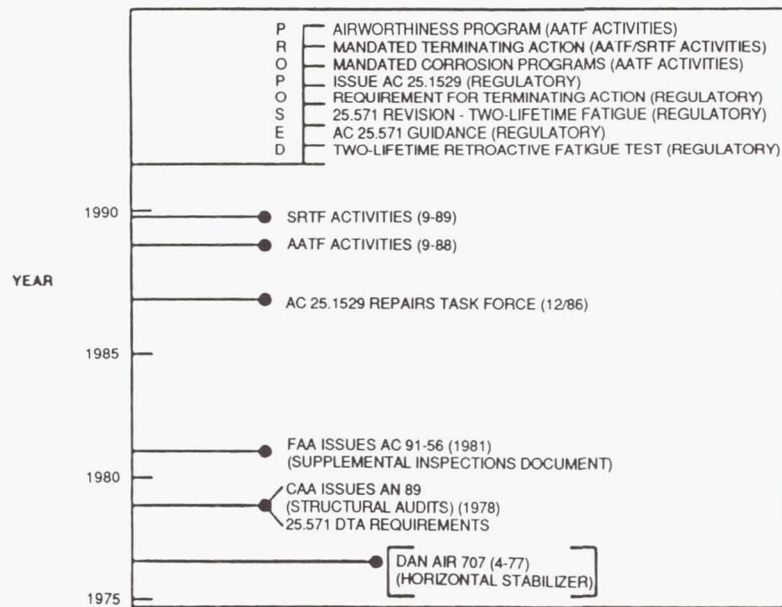 P AIRWORTHINESS PROGRAM (AATF ACTIVITIES)
R MANDATED TERMINATING ACTION (AATF/SRTF ACTIVITIES)
O MANDATED CORROSION PROGRAMS (AATF ACTIVITIES)
P ISSUE AC 25.1529 (REGULATORY)
O REQUIREMENT FOR TERMINATING ACTION (REGULATORY)
S 25.571 REVISION - TWO-LIFETIME FATIGUE (REGULATORY)
E AC 25.571 GUIDANCE (REGULATORY)
D TWO-LIFETIME RETROACTIVE FATIGUE TEST (REGULATORY)
1990
SRTF ACTIVITIES (9-89)
AATF ACTIVITIES (9-88)
YEAR
AC 25.1529 REPAIRS TASK FORCE (12/86)
1985
FAA ISSUES AC 91-56 (1981)
(SUPPLEMENTAL INSPECTIONS DOCUMENT)
1980
CAA ISSUES AN 89
(STRUCTURAL AUDITS) (1978)
25.571 DTA REQUIREMENTS
DAN AIR 707 (4-77)
(HORIZONTAL STABILIZER)
1975